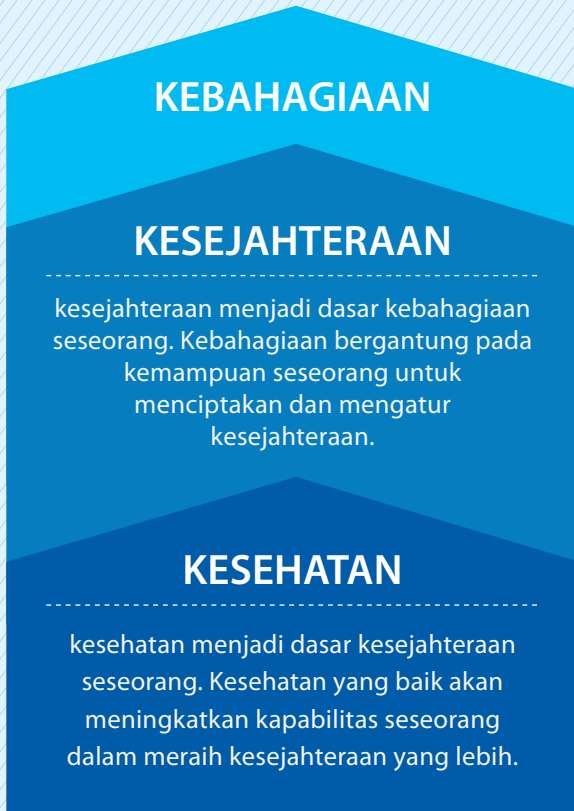 KEBAHAGIAAN
KESEJAHTERAAN
kesejahteraan menjadi dasar kebahagiaan
seseorang. Kebahagiaan bergantung pada
kemampuan seseorang untuk
menciptakan dan mengatur
kesejahteraan.
KESEHATAN
kesehatan menjadi dasar kesejahteraan
seseorang. Kesehatan yang baik akan
meningkatkan kapabilitas seseorang
dalam meraih kesejahteraan yang lebih.